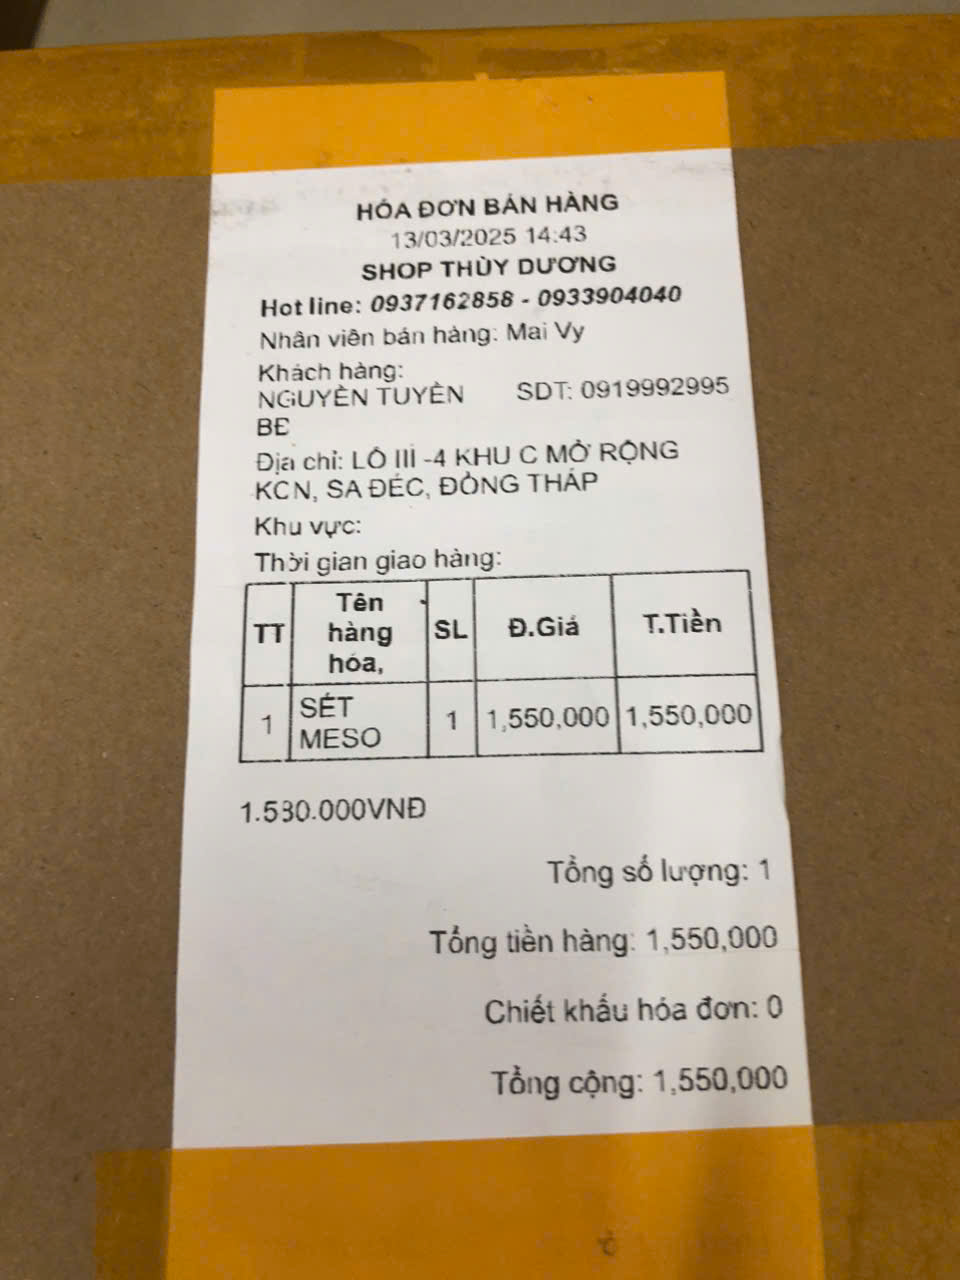 HÓA ĐƠN BÁN HÀNG
13/03/2025 14:43
SHOP THÙY DƯƠNG
Hot line: 0937162858 - 0933904040
Nhân viên bán hàng: Mai Vy
Khách hàng:
NGUYỄN TUYÊN SDT: 0919992995
BÉ
Địa chỉ: LÔ III -4 KHU C MỞ RỘNG
KCN, SA ĐÉC, ĐỒNG THÁP
Khu vực:
Thời gian giao hàng:
TT Tên hàng hóa, SL Đ.Giá T.Tiền
1 SÉT MESO 1 1,550,000 1,550,000
1.580.000VNĐ
Tổng số lượng: 1
Tổng tiền hàng: 1,550,000
Chiết khấu hóa đơn: 0
Tổng cộng: 1,550,000